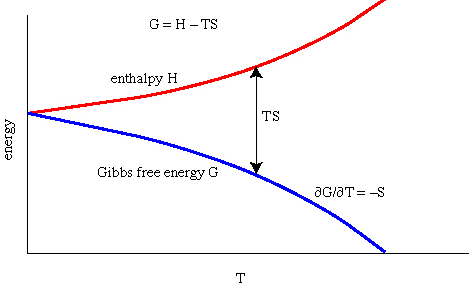 G = H – TS
enthalpy H
energy
TS
Gibbs free energy G
∂G/∂T = –S
T